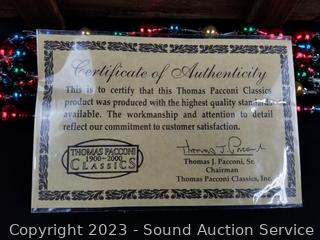 Certificate of Authenticity
This is to certify that this Thomas Pacconi Classics
product was produced with the highest quality standards
available. The workmanship and attention to detail
reflect our commitment to customer satisfaction.
THOMAS PACCONI
1900-2000
CLASSICS
Thomas J. Pacconi, Sr.
Chairman
Thomas Pacconi Classics, Inc.
Copyright 2023 - Sound Auction Service